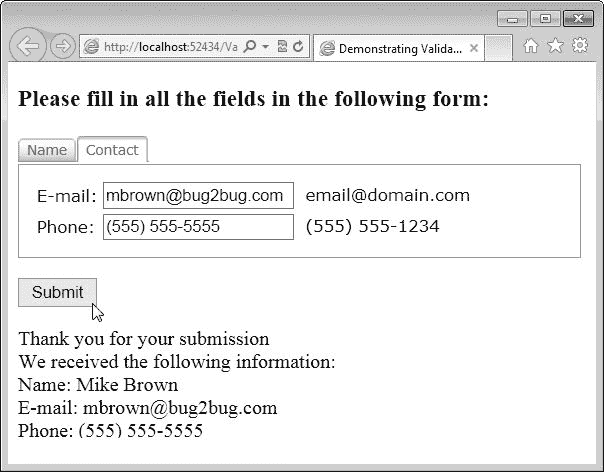 http://localhost:52434/Va
Demonstrating Valida...
Please fill in all the fields in the following form:
Name Contact
E-mail: mbrown@bug2bug.com email@domain.com
Phone: (555) 555-5555 (555) 555-1234
Submit
Thank you for your submission
We received the following information:
Name: Mike Brown
E-mail: mbrown@bug2bug.com
Phone: (555) 555-5555